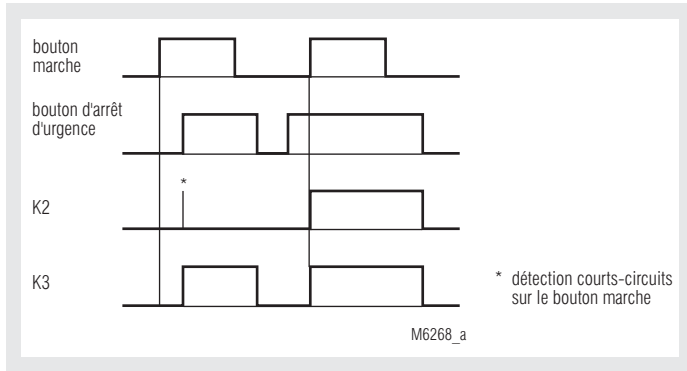 bouton
marche
bouton d'arrêt
d'urgence
*
K2
K3
* détection courts-circuits
sur le bouton marche
M6268_a